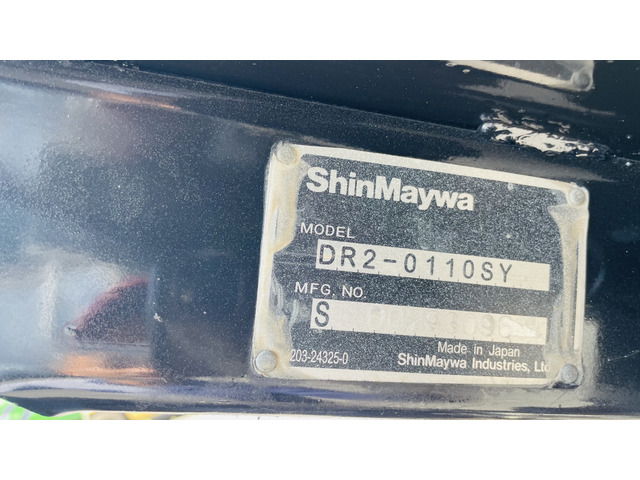 ShinMaywa
MODEL
DR2-0110SY
MFG. NO.
S
203-24325-0
Made in Japan
ShinMaywa Industries, Ltd